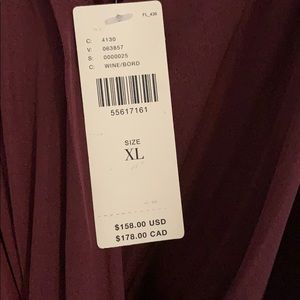 FL_436
C: 4130
V: 063857
S: 0000025
C: WINE/BORD
55617161
SIZE
XL
$158.00 USD
$178.00 CAD